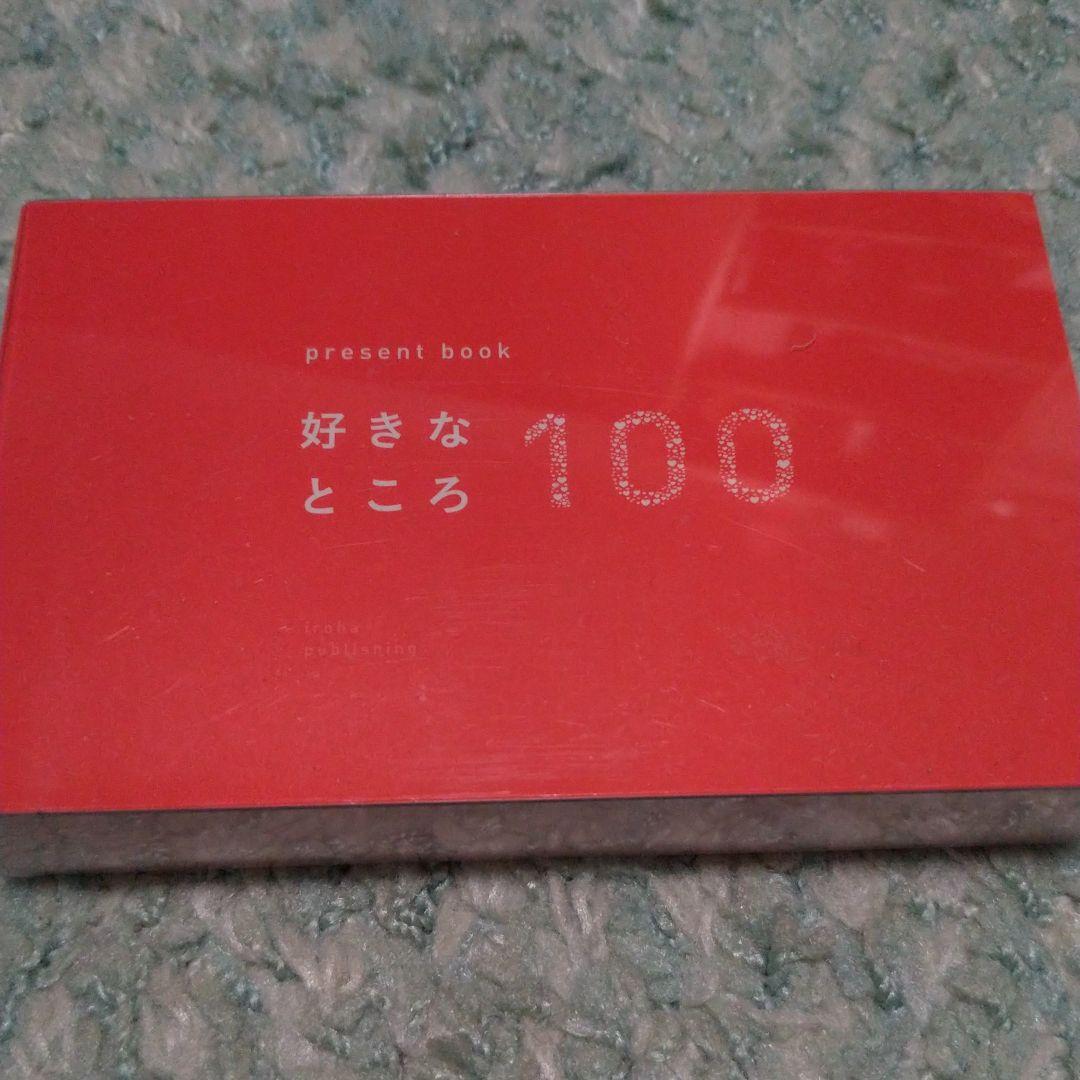 present book
好きな
ところ
100
iroha
publishing